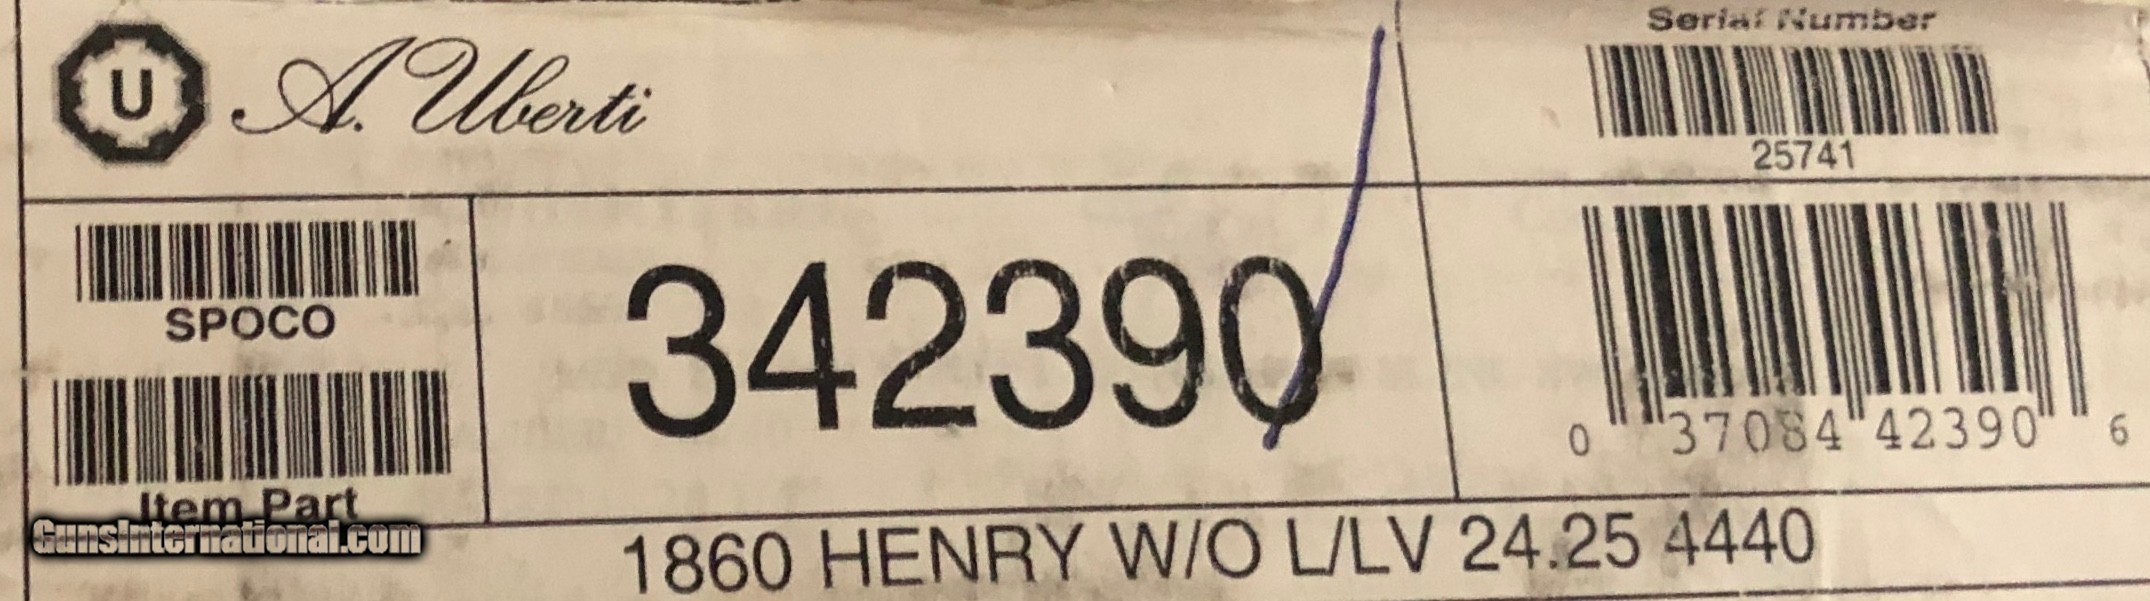 U A. Uberti
Serial Number
25741
SPOCO
342390
0 37084 42390 6
Item Part
GunsInternational.com
1860 HENRY W/O L/LV 24.25 4440